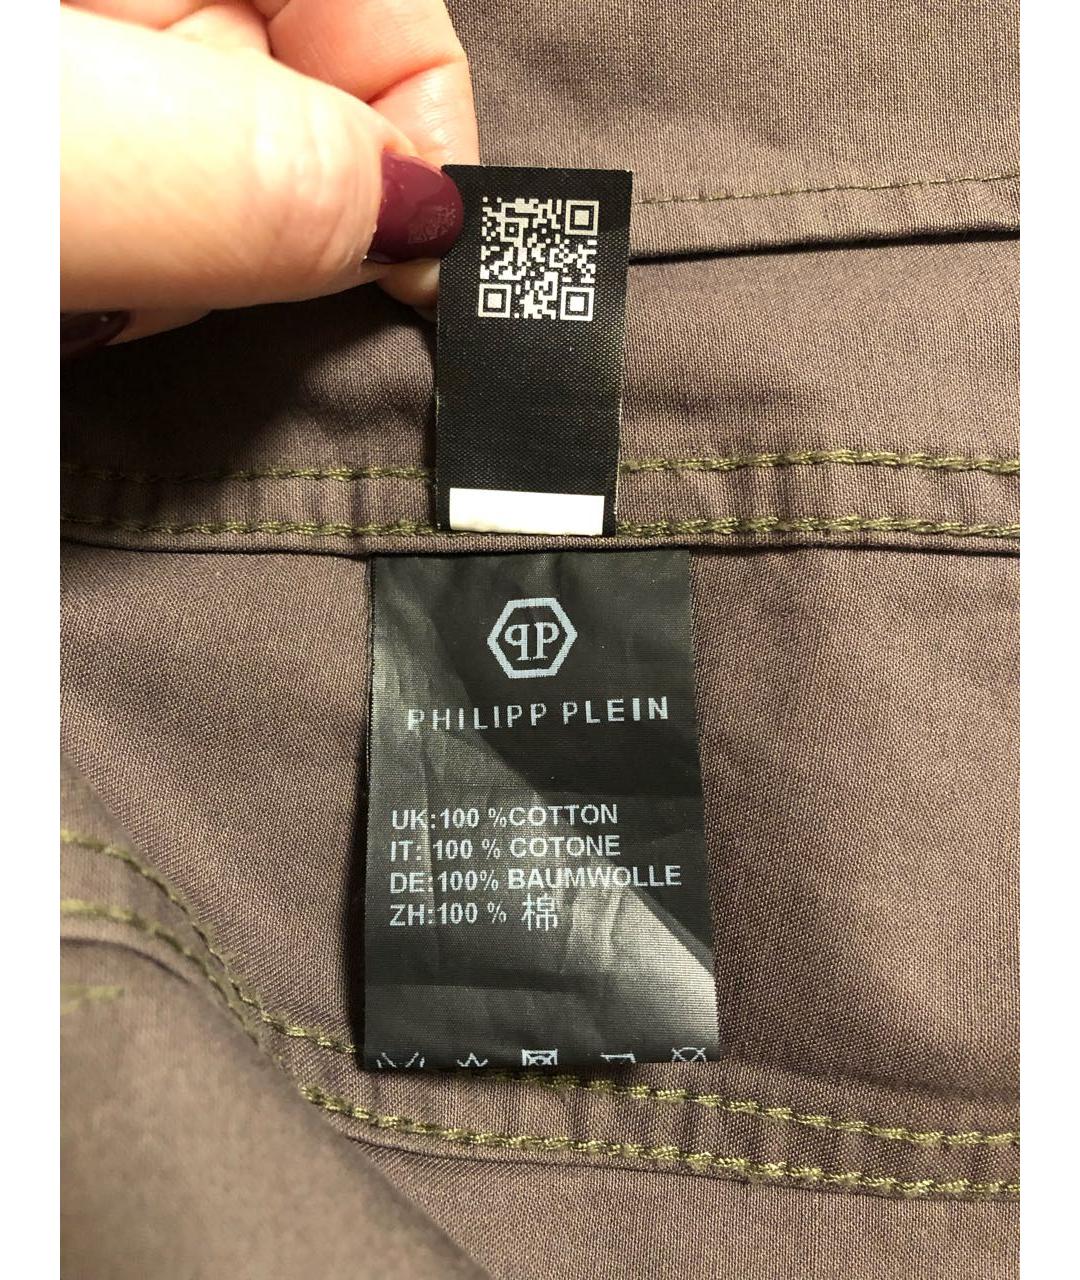 PP
PHILIPP PLEIN
UK:100 %COTTON
IT: 100 % COTONE
DE:100% BAUMWOLLE
ZH:100 % 棉